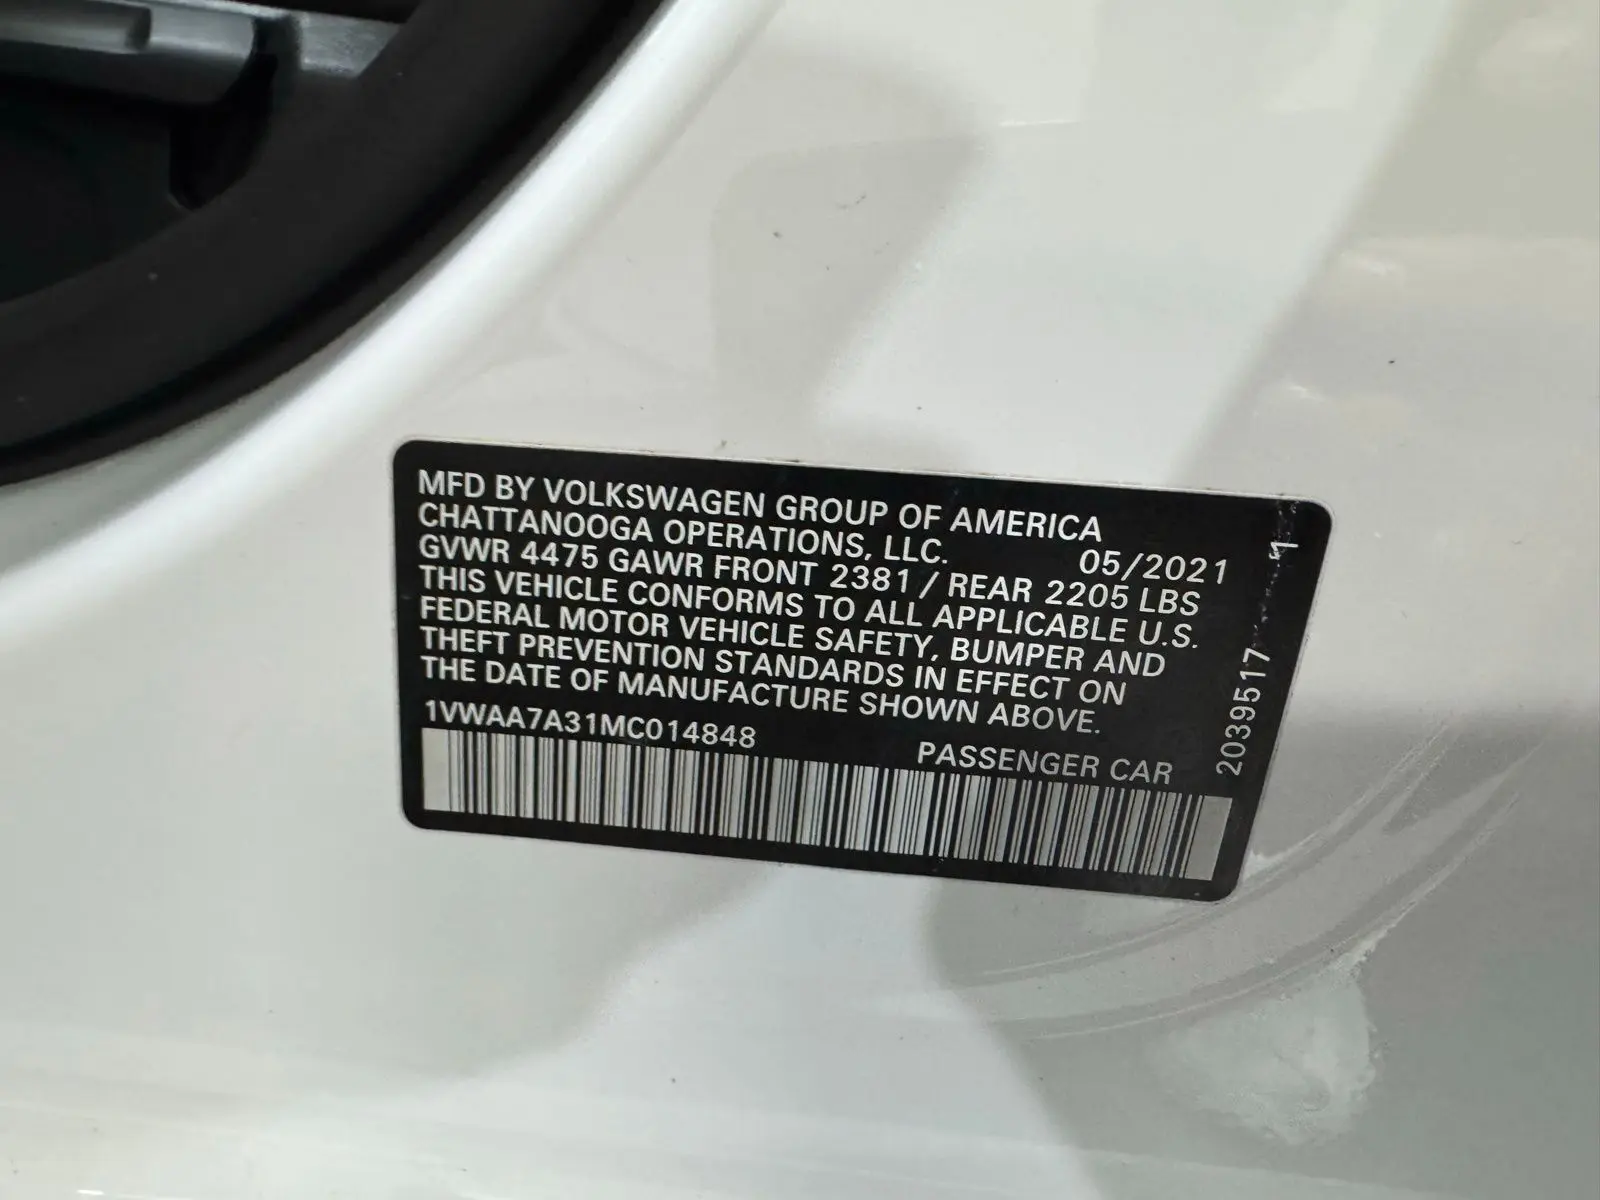 MFD BY VOLKSWAGEN GROUP OF AMERICA
CHATTANOOGA OPERATIONS, LLC. 05/2021
GVWR 4475 GAWR FRONT 2381 / REAR 2205 LBS
THIS VEHICLE CONFORMS TO ALL APPLICABLE U.S.
FEDERAL MOTOR VEHICLE SAFETY, BUMPER AND
THEFT PREVENTION STANDARDS IN EFFECT ON
THE DATE OF MANUFACTURE SHOWN ABOVE.
1VWAA7A31MC014848 PASSENGER CAR
2039517 1